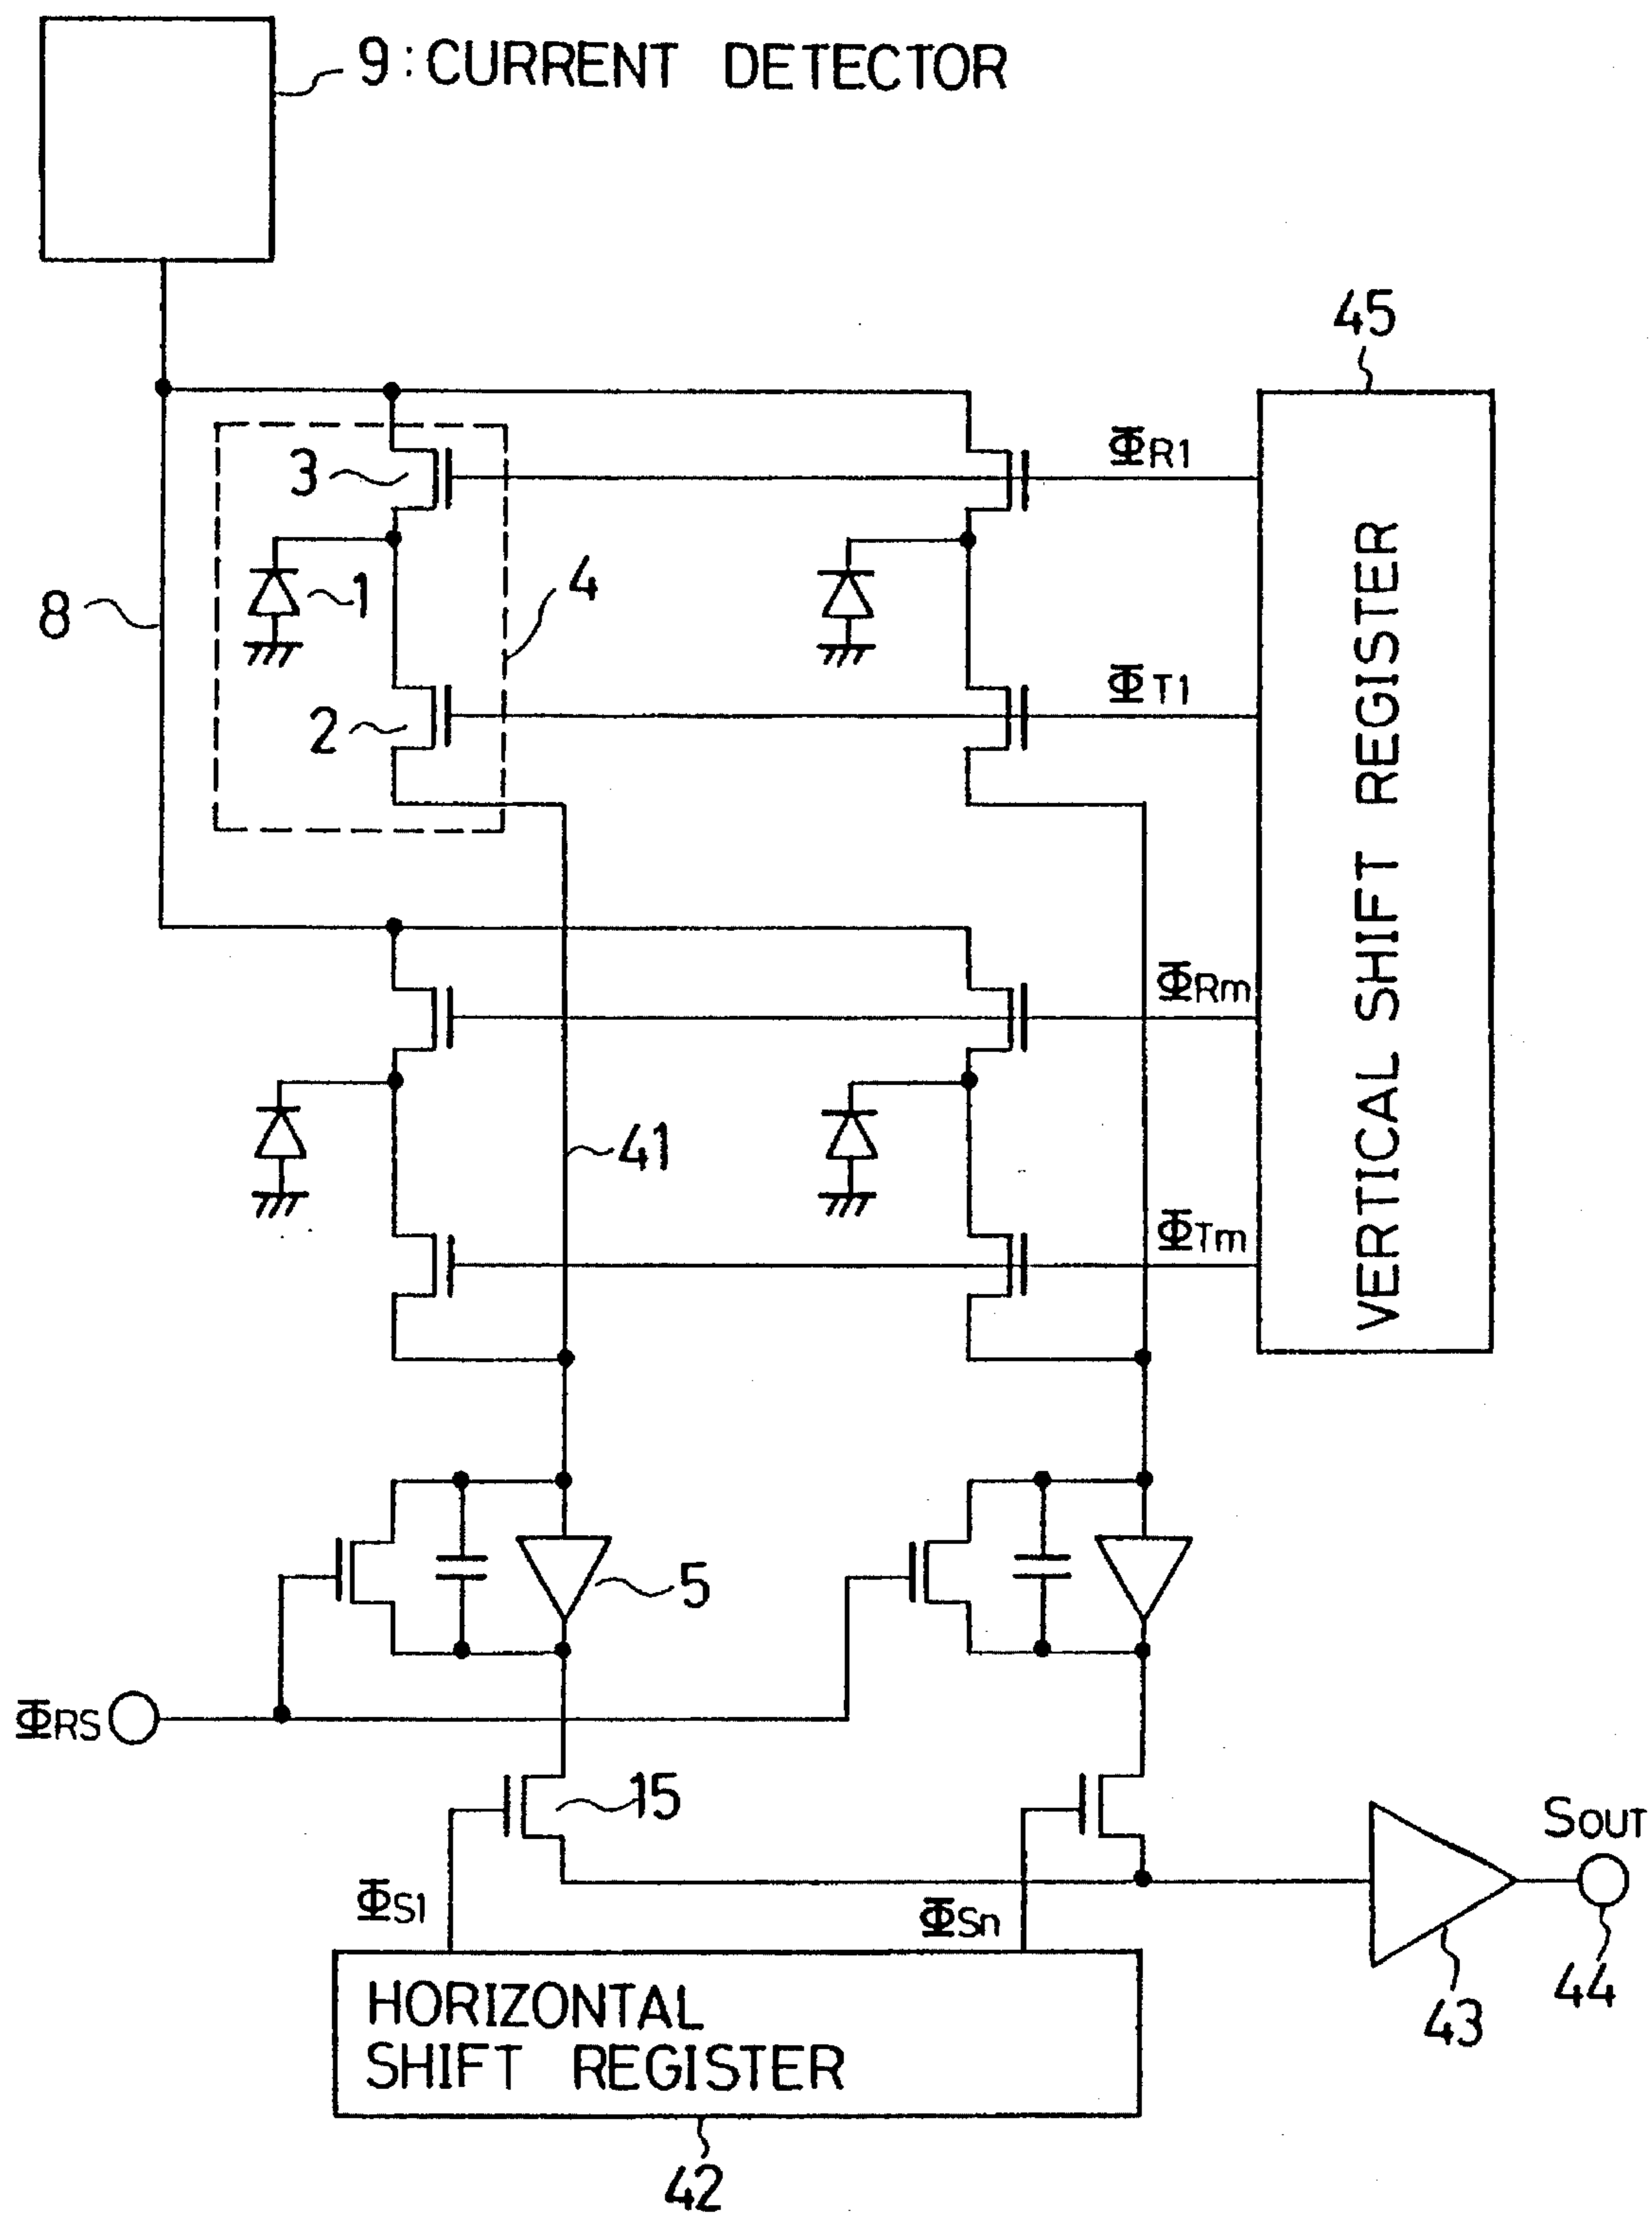 9:CURRENT DETECTOR
45
ΦR1
3
1
4
8
ΦT1
2
VERTICAL SHIFT REGISTER
ΦRm
41
ΦTm
5
ΦRS
15
SOUT
ΦS1
ΦSn
HORIZONTAL
SHIFT REGISTER
44
43
42